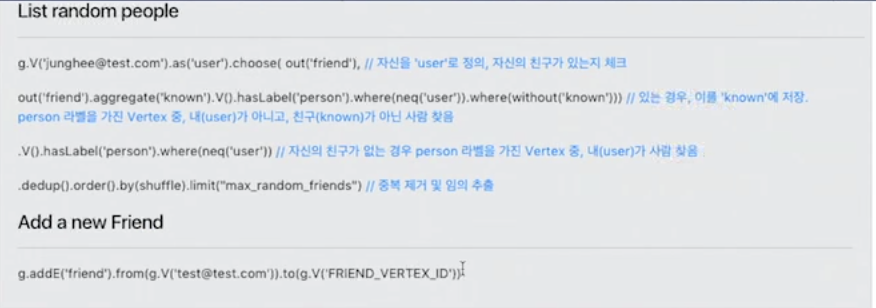 List random people
g.V('junghee@test.com').as('user').choose( out('friend'), // 자신을 'user'로 정의, 자신의 친구가 있는지 체크
out('friend').aggregate('known').V().hasLabel('person').where(neq('user')).where(without('known'))) // 있는 경우, 이를 'known'에 저장.
person 라벨을 가진 Vertex 중, 내(user)가 아니고, 친구(known)가 아닌 사람 찾음
.V().hasLabel('person').where(neq('user')) // 자신의 친구가 없는 경우 person 라벨을 가진 Vertex 중, 내(user)가 사람 찾음
.dedup().order().by(shuffle).limit("max_random_friends") // 중복 제거 및 임의 추출
Add a new Friend
g.addE('friend').from(g.V('test@test.com')).to(g.V('FRIEND_VERTEX_ID'))